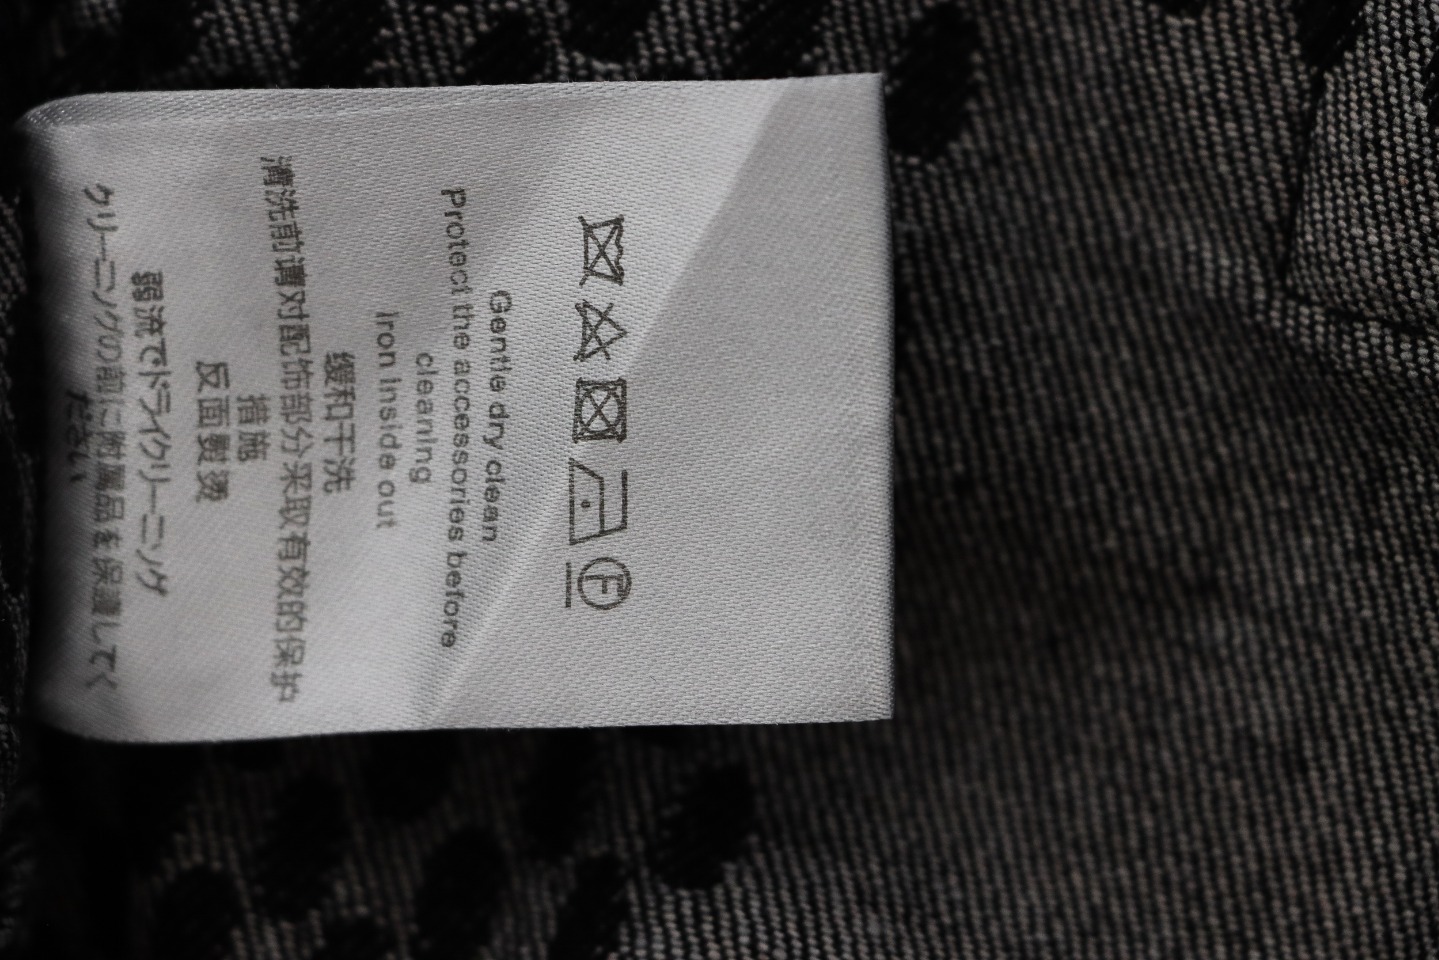 F
Gentle dry clean
Protect the accessories before
cleaning
Iron inside out
缓和干洗
清洗前请对配饰部分采取有效的保护
措施
反面熨烫
弱流でドライクリーニング
クリーニングの前に附属品を保護してく
ださい